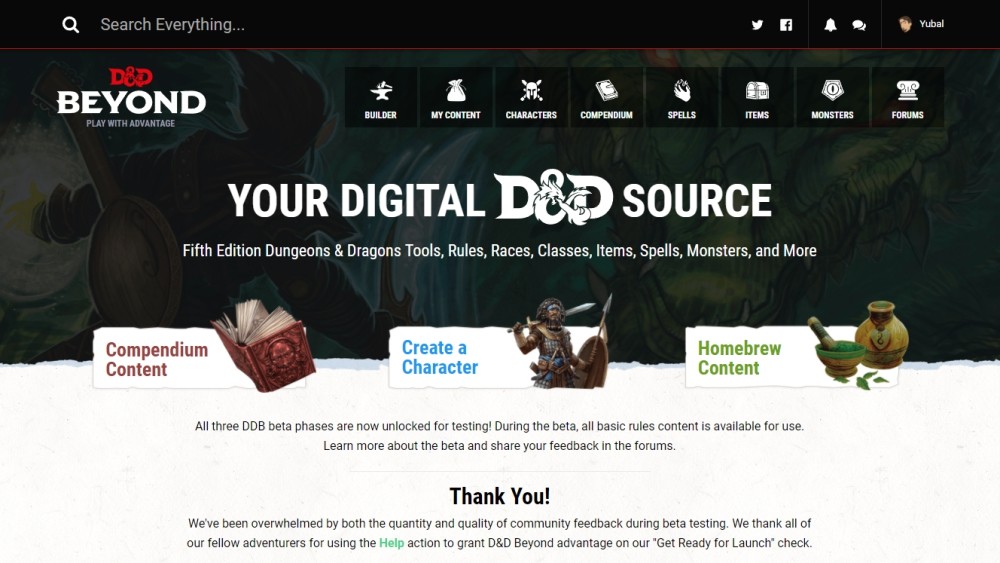 Search Everything...
Yubal
D&D
BEYOND
PLAY WITH ADVANTAGE
BUILDER
MY CONTENT
CHARACTERS
COMPENDIUM
SPELLS
ITEMS
MONSTERS
FORUMS
YOUR DIGITAL D&D SOURCE
Fifth Edition Dungeons & Dragons Tools, Rules, Races, Classes, Items, Spells, Monsters, and More
Compendium
Content
Create a
Character
Homebrew
Content
All three DDB beta phases are now unlocked for testing! During the beta, all basic rules content is available for use.
Learn more about the beta and share your feedback in the forums.
Thank You!
We've been overwhelmed by both the quantity and quality of community feedback during beta testing. We thank all of
our fellow adventurers for using the Help action to grant D&D Beyond advantage on our "Get Ready for Launch" check.